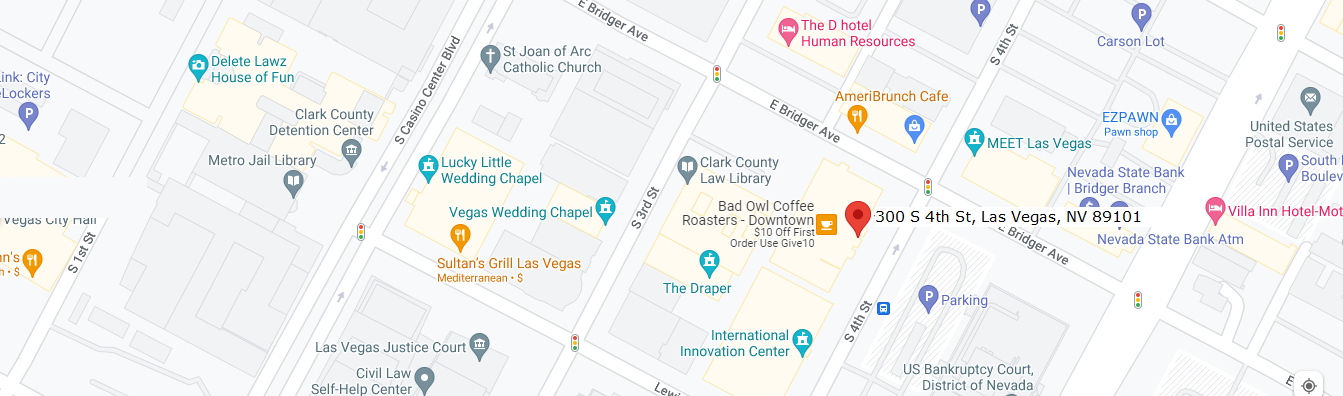 E Bridger Ave
The D hotel
Human Resources
Carson Lot
S 4th St
Delete Lawz
House of Fun
St Joan of Arc
Catholic Church
S Casino Center Blvd
Link: City
eLockers
Clark County
Detention Center
AmeriBrunch Cafe
E Bridger Ave
EZPAWN
Pawn shop
United States
Postal Service
2
Metro Jail Library
Lucky Little
Wedding Chapel
Clark County
Law Library
MEET Las Vegas
Nevada State Bank
| Bridger Branch
South
Boulev
Vegas City Hall
Vegas Wedding Chapel
S 3rd St
Bad Owl Coffee
Roasters - Downtown
$10 Off First
Order Use Give10
300 S 4th St, Las Vegas, NV 89101
Villa Inn Hotel-Mot
E Bridger Ave
Nevada State Bank Atm
S 1st St
nn's
h • $
Sultan's Grill Las Vegas
Mediterranean • $
The Draper
Parking
S 4th St
International
Innovation Center
Las Vegas Justice Court
Civil Law
Self-Help Center
US Bankruptcy Court,
District of Nevada
Lewi